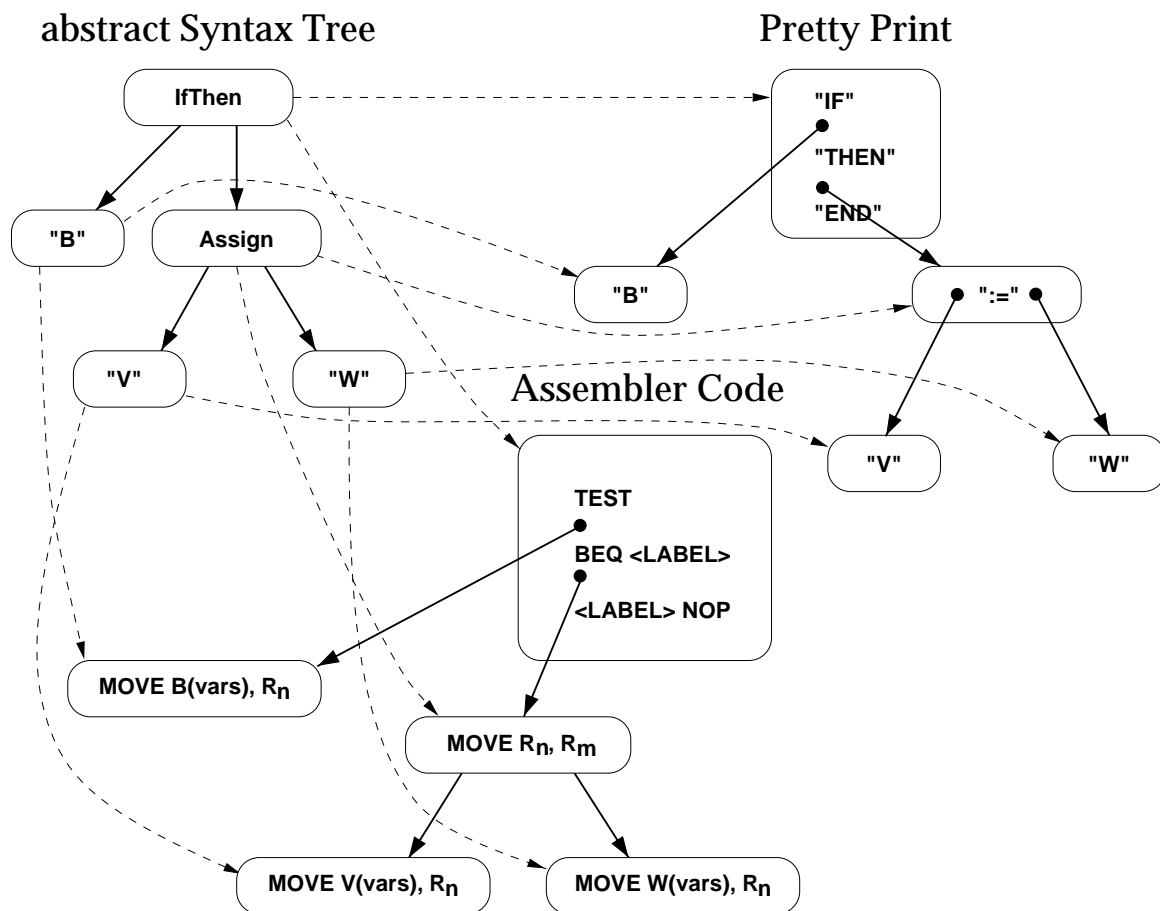 abstract Syntax Tree
Pretty Print
IfThen
"IF"
"THEN"
"END"
"B"
Assign
"B"
":="
"V"
"W"
Assembler Code
"V"
"W"
TEST
BEQ <LABEL>
<LABEL> NOP
MOVE B(vars), Rn
MOVE Rn, Rm
MOVE V(vars), Rn
MOVE W(vars), Rn